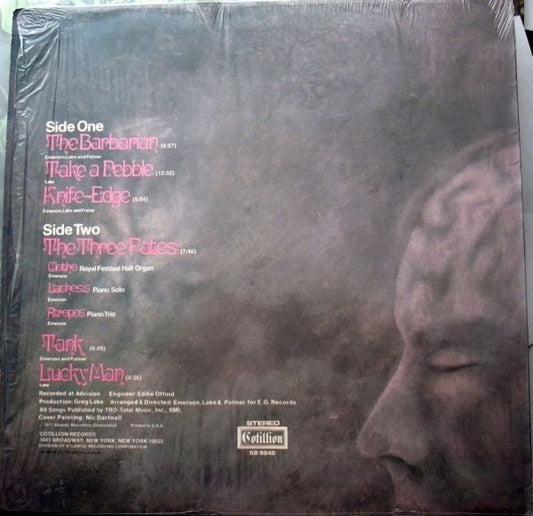 Side One
The Barbarian (4:27)
Emerson, Lake and Palmer
Take a Pebble (12:32)
Lake
Knife-Edge (5:04)
Emerson, Lake and Fraser
Side Two
The Three Fates (7:46)
Clotho Royal Festival Hall Organ
Emerson
Lachesis Piano Solo
Emerson
Atropos Piano Trio
Emerson
Tank (6:49)
Emerson and Palmer
Lucky Man (4:36)
Lake
Recorded at Advision Engineer: Eddie Offord
Production: Greg Lake Arranged & Directed: Emerson, Lake & Palmer for E.G. Records
All Songs Published by TRO-Total Music, Inc., BMI.
Cover Painting: Nic Dartnell
1971 Atlantic Recording Corporation Printed in U.S.A.
COTILLION RECORDS
1841 BROADWAY, NEW YORK, NEW YORK 10023
DIVISION OF ATLANTIC RECORDING CORPORATION
STEREO
Cotillion
SD 9040